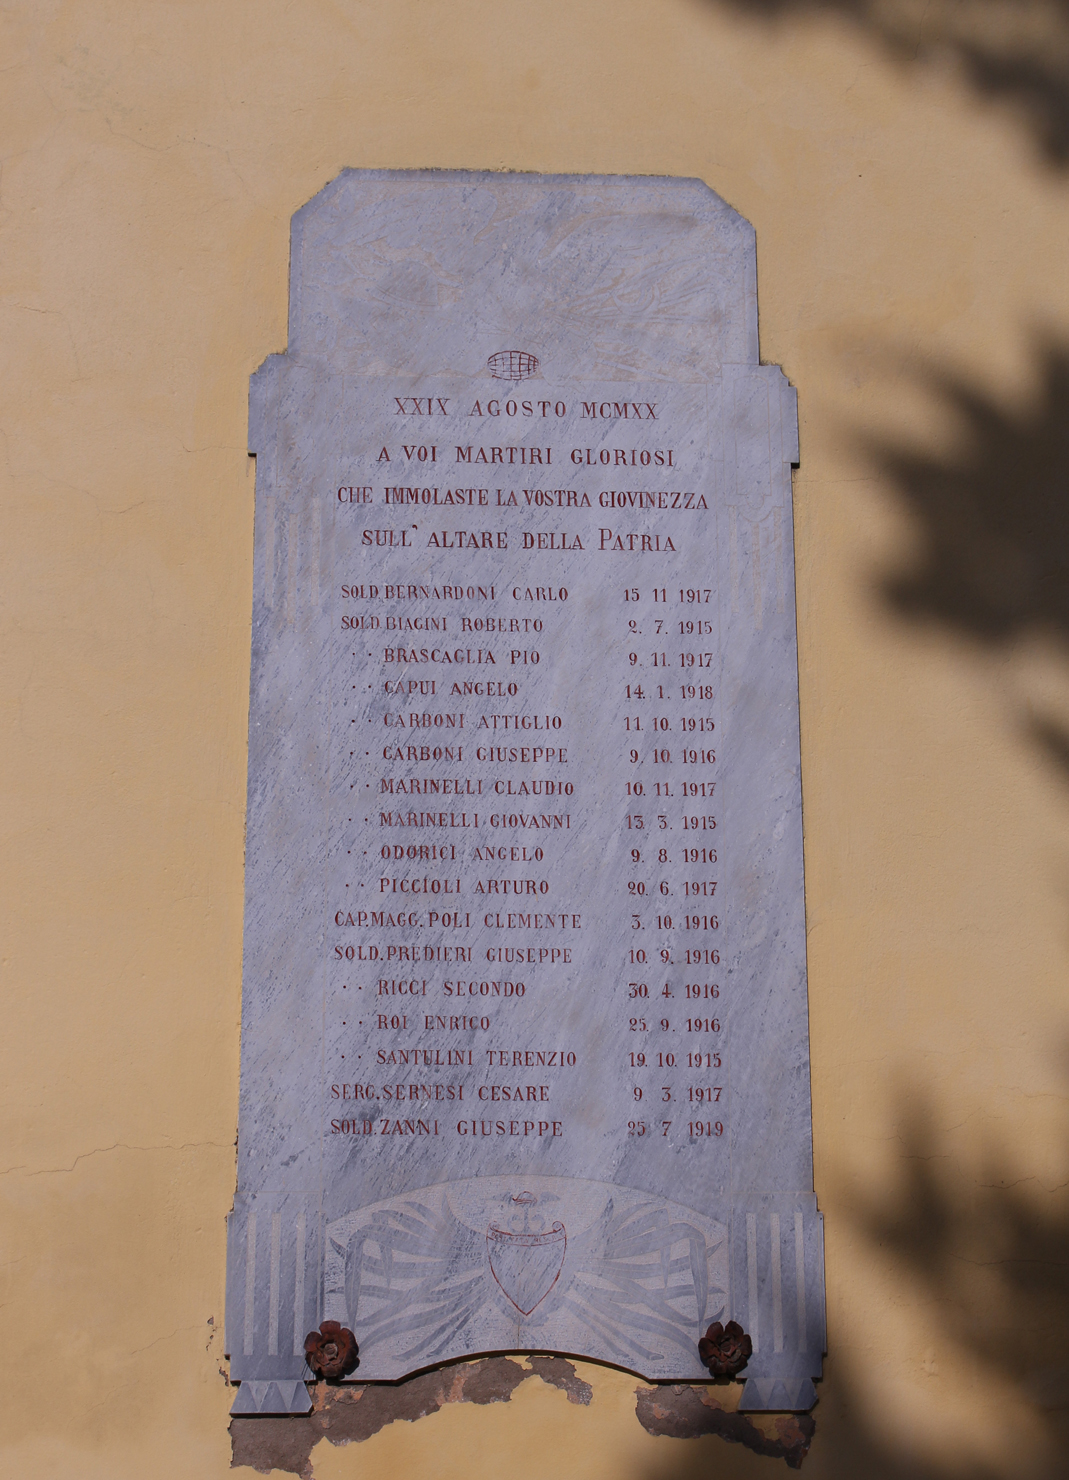 XXIX AGOSTO MCMXX
A VOI MARTIRI GLORIOSI
CHE IMMOLASTE LA VOSTRA GIOVINEZZA
SULL' ALTARE DELLA PATRIA
SOLD. BERNARDONI CARLO 15 11 1917
SOLD. BIAGINI ROBERTO 2. 7. 1915
·· BRASCAGLIA PIO 9. 11. 1917
·· CAPUI ANGELO 14. 1. 1918
·· CARBONI ATTIGLIO 11. 10. 1915
·· CARBONI GIUSEPPE 9. 10. 1916
·· MARINELLI CLAUDIO 10. 11. 1917
·· MARINELLI GIOVANNI 13. 3. 1915
·· ODORICI ANGELO 9. 8. 1916
·· PICCIOLI ARTURO 20. 6. 1917
CAP. MAGG. POLI CLEMENTE 3. 10. 1916
SOLD. PREDIERI GIUSEPPE 10. 9. 1916
·· RICCI SECONDO 30. 4. 1916
·· ROI ENRICO 25. 9. 1916
·· SANTULINI TERENZIO 19. 10. 1915
SERG. SERNESI CESARE 9 3. 1917
SOLD. ZANNI GIUSEPPE 25 7 1919